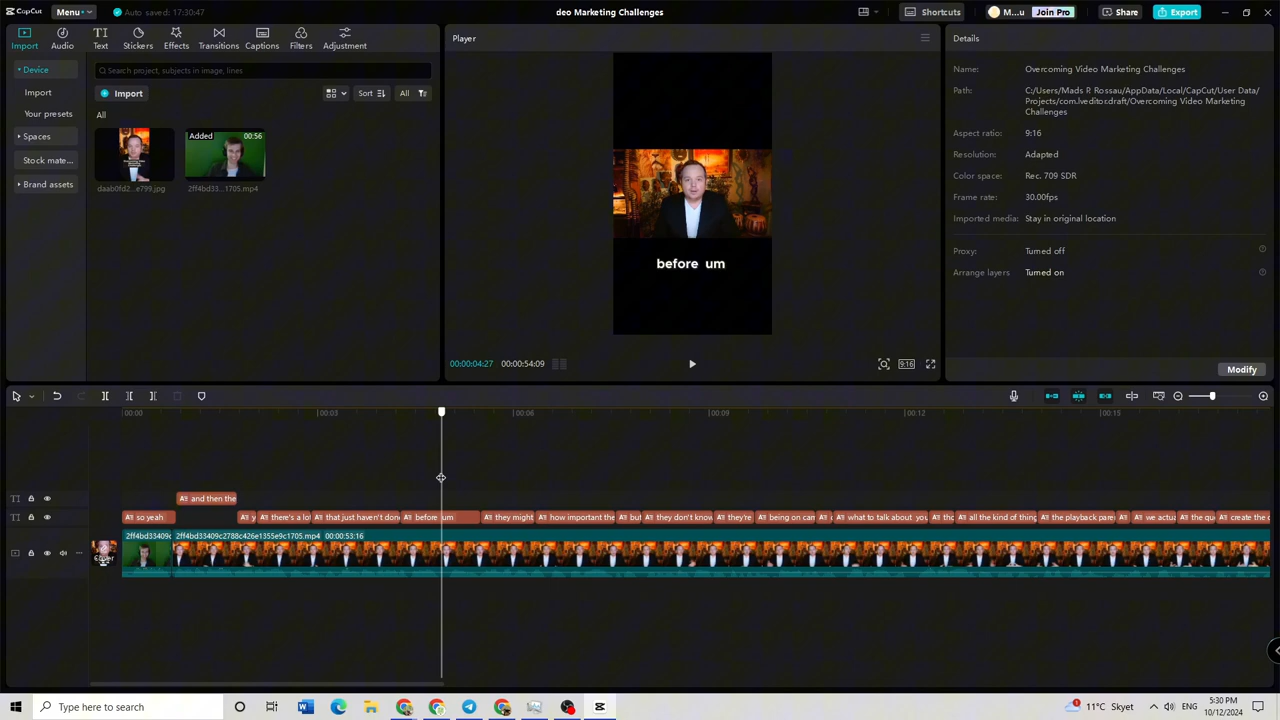 CapCut
Menu
Auto saved: 17:30:47
deo Marketing Challenges
Shortcuts
M...u
Join Pro
Share
Export
Import
Audio
Text
Stickers
Effects
Transitions
Captions
Filters
Adjustment
Device
Import
Your presets
Spaces
Stock mate...
Brand assets
Search project, subjects in image, lines
Import
Sort
All
All
Added
00:56
daab0fd2...e799.jpg
2ff4bd33...1705.mp4
Player
before um
00:00:04:27
00:00:54:09
9:16
Details
Name:
Overcoming Video Marketing Challenges
Path:
C:/Users/Mads P. Rossau/AppData/Local/CapCut/User Data/
Projects/com.lveditor.draft/Overcoming Video Marketing
Challenges
Aspect ratio:
9:16
Resolution:
Adapted
Color space:
Rec. 709 SDR
Frame rate:
30.00fps
Imported media:
Stay in original location
Proxy:
Turned off
Arrange layers
Turned on
Modify
00:00
00:03
00:06
00:09
00:12
00:15
and then the
so yeah
y
there's a lo
that just haven't don
before um
they might
how important the
but
they don't know
they're
being on can
what to talk about you
tho
all the kind of thing
the playback pare
we actua
the qu
create the c
2ff4bd33409c
2ff4bd33409c2788c426e1355e9c1705.mp4 00:00:53:16
Type here to search
11°C Skyet
ENG
5:30 PM
10/12/2024